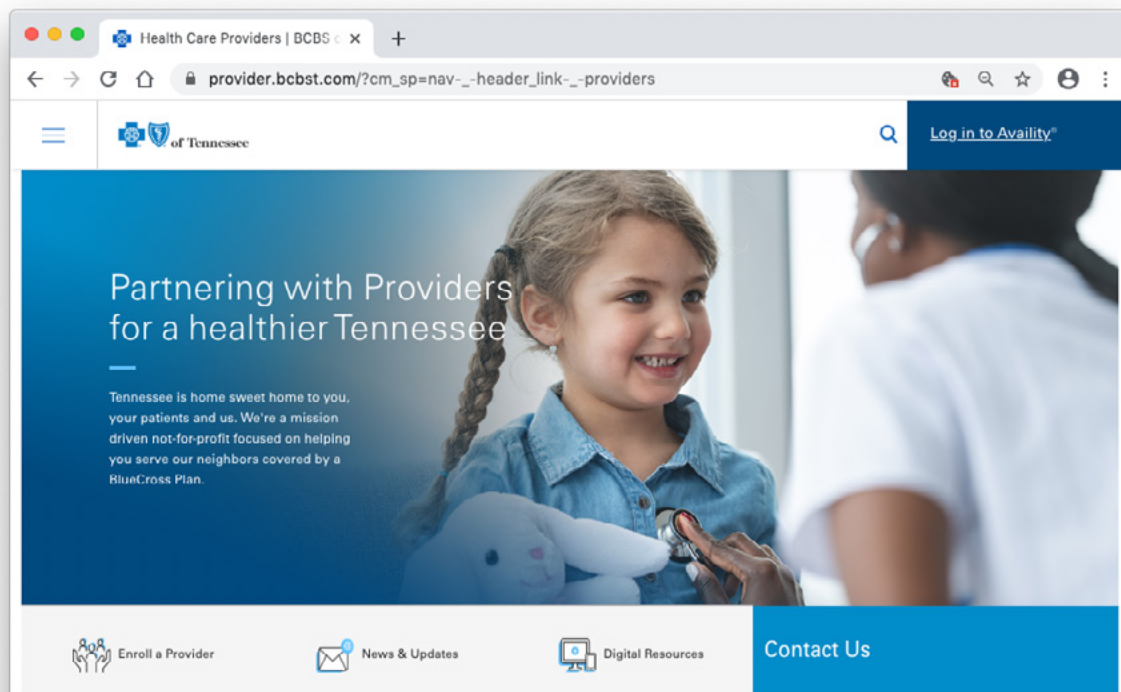 Health Care Providers | BCBS
provider.bcbst.com/?cm_sp=nav-_-header_link-_-providers
of Tennessee
Log in to Availity®
Partnering with Providers
for a healthier Tennessee
Tennessee is home sweet home to you,
your patients and us. We're a mission
driven not-for-profit focused on helping
you serve our neighbors covered by a
BlueCross Plan.
Enroll a Provider
News & Updates
Digital Resources
Contact Us